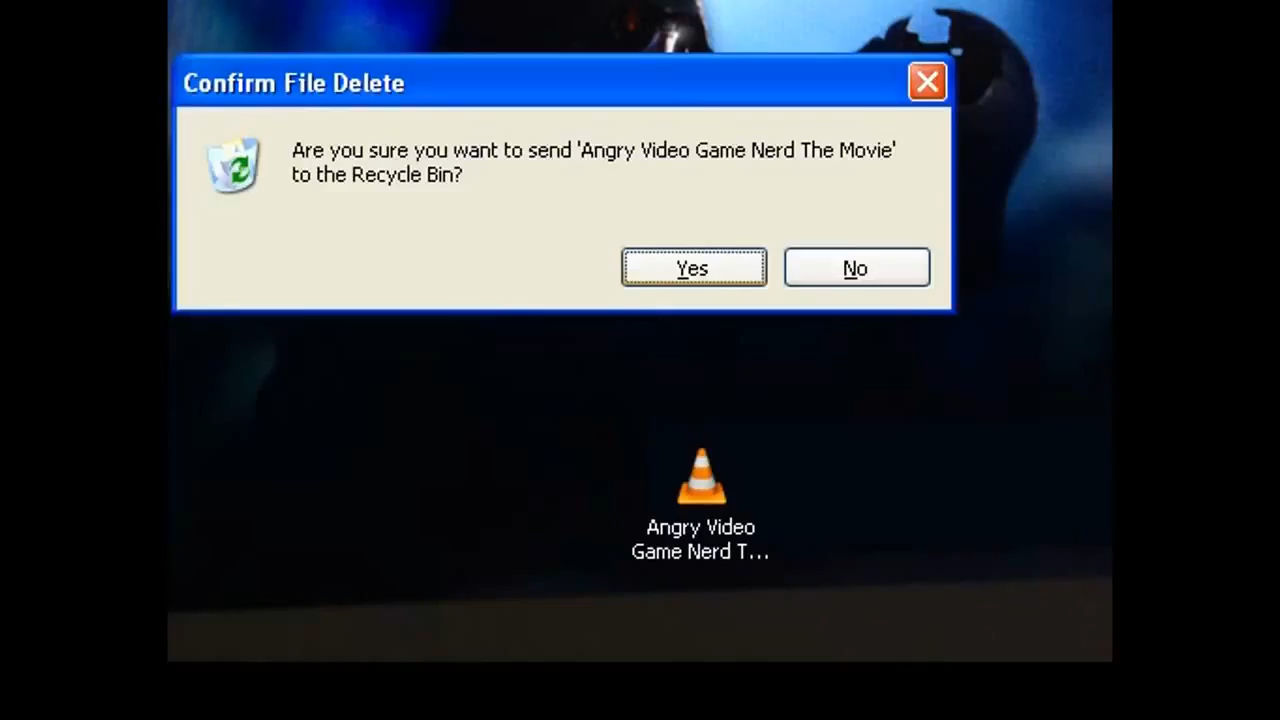 Confirm File Delete
Are you sure you want to send 'Angry Video Game Nerd The Movie'
to the Recycle Bin?
Yes
No
Angry Video
Game Nerd T...